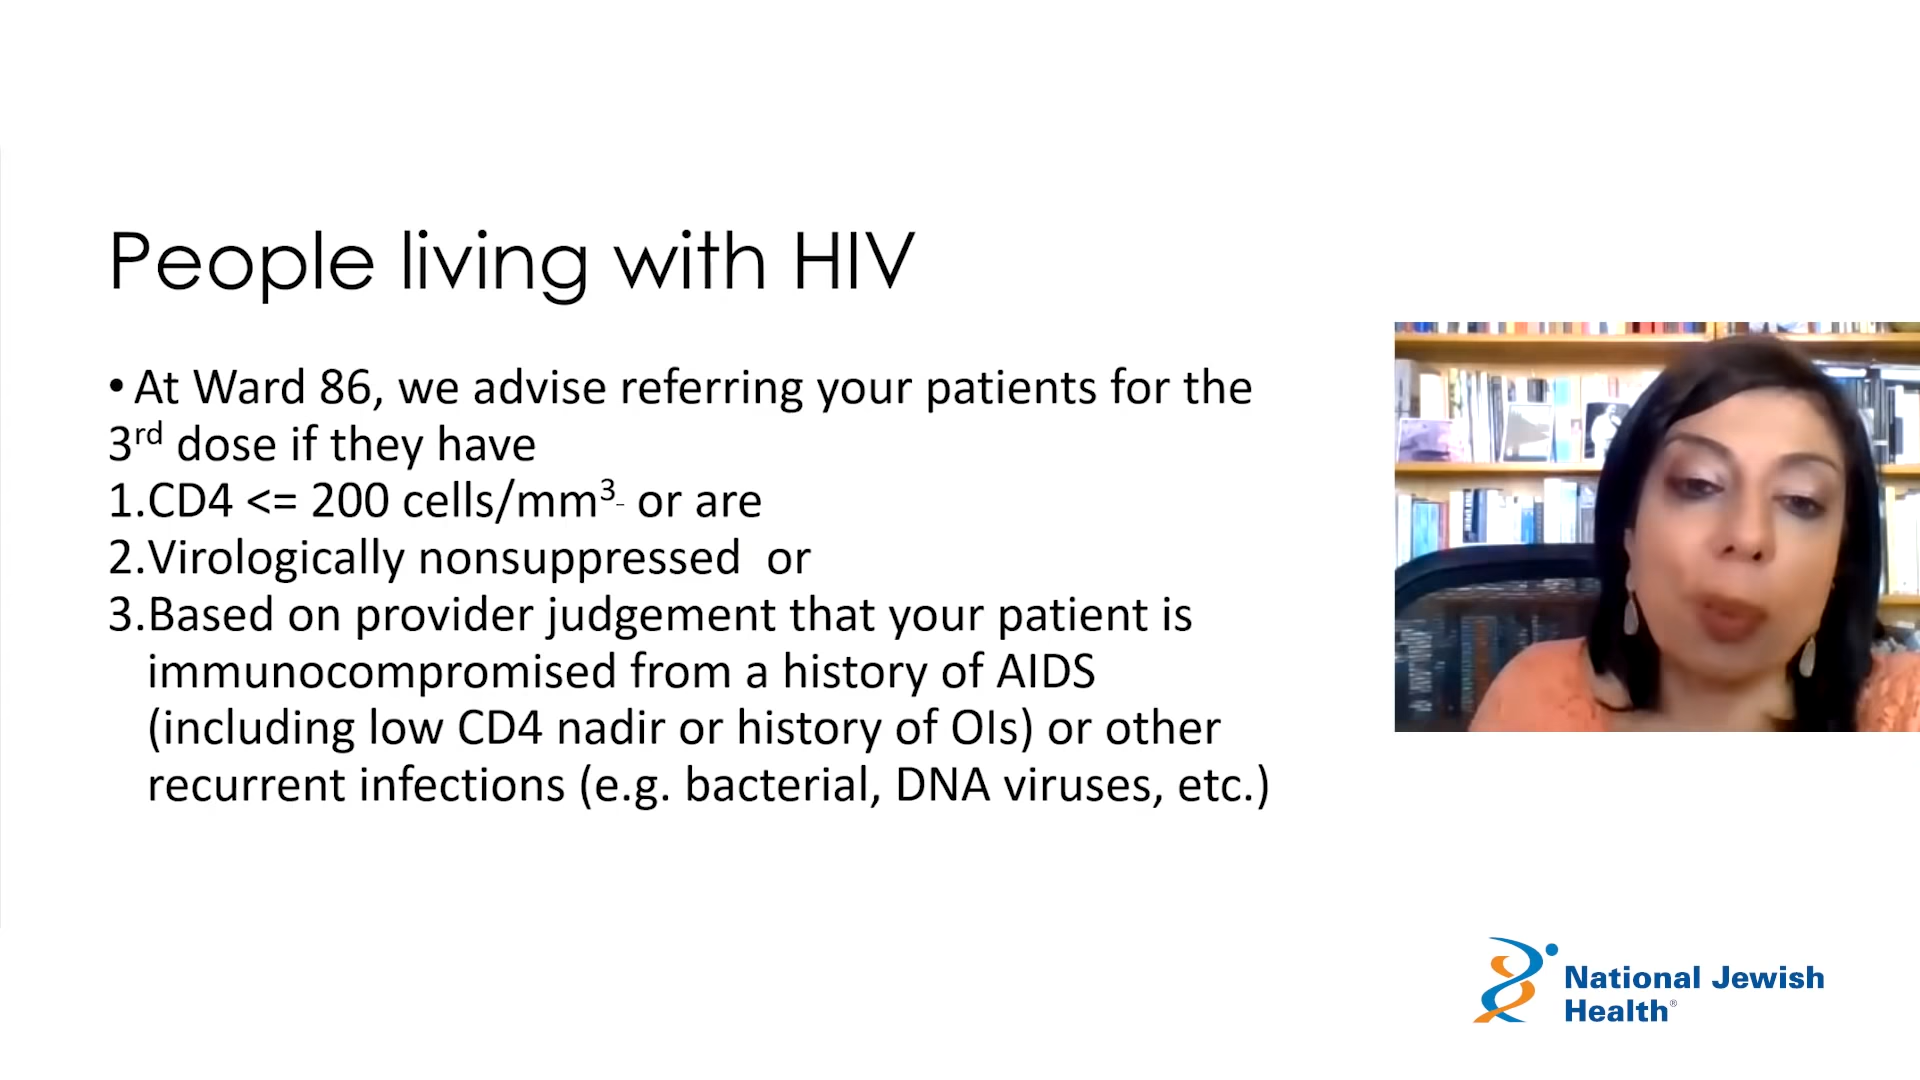 People living with HIV
• At Ward 86, we advise referring your patients for the
3rd dose if they have
1.CD4 <= 200 cells/mm3- or are
2.Virologically nonsuppressed  or
3.Based on provider judgement that your patient is
immunocompromised from a history of AIDS
(including low CD4 nadir or history of OIs) or other
recurrent infections (e.g. bacterial, DNA viruses, etc.)
National Jewish
Health®